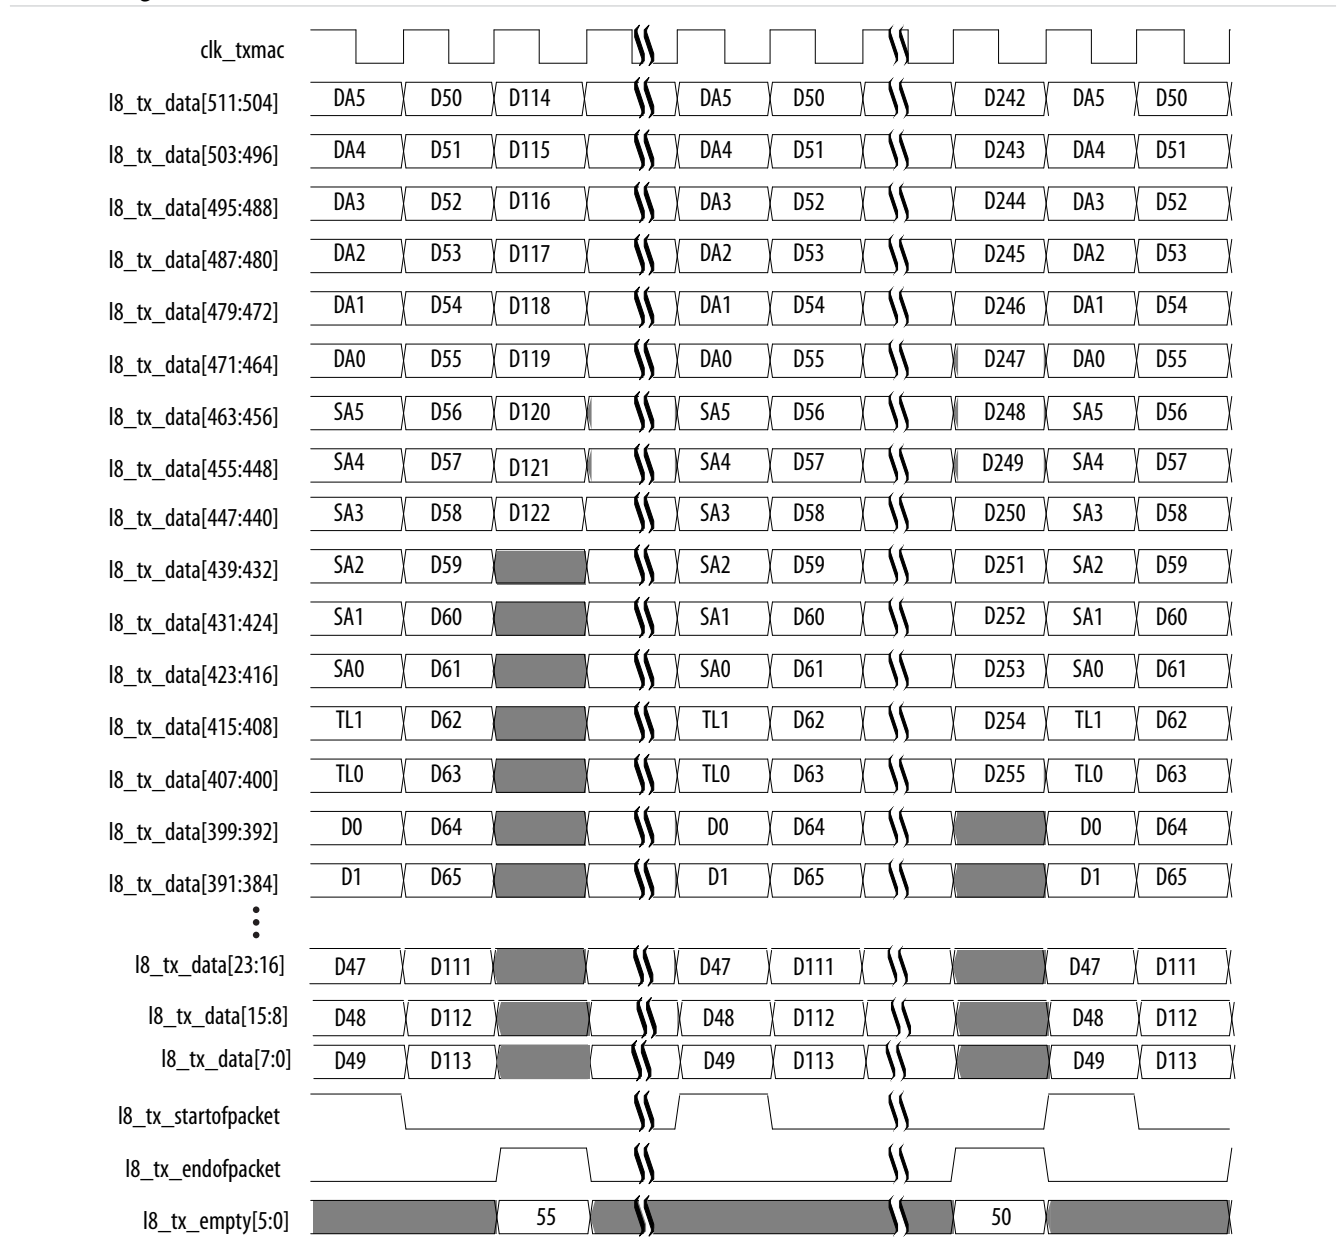 clk_txmac
l8_tx_data[511:504] DA5 D50 D114 DA5 D50 D242 DA5 D50
l8_tx_data[503:496] DA4 D51 D115 DA4 D51 D243 DA4 D51
l8_tx_data[495:488] DA3 D52 D116 DA3 D52 D244 DA3 D52
l8_tx_data[487:480] DA2 D53 D117 DA2 D53 D245 DA2 D53
l8_tx_data[479:472] DA1 D54 D118 DA1 D54 D246 DA1 D54
l8_tx_data[471:464] DA0 D55 D119 DA0 D55 D247 DA0 D55
l8_tx_data[463:456] SA5 D56 D120 SA5 D56 D248 SA5 D56
l8_tx_data[455:448] SA4 D57 D121 SA4 D57 D249 SA4 D57
l8_tx_data[447:440] SA3 D58 D122 SA3 D58 D250 SA3 D58
l8_tx_data[439:432] SA2 D59 SA2 D59 D251 SA2 D59
l8_tx_data[431:424] SA1 D60 SA1 D60 D252 SA1 D60
l8_tx_data[423:416] SA0 D61 SA0 D61 D253 SA0 D61
l8_tx_data[415:408] TL1 D62 TL1 D62 D254 TL1 D62
l8_tx_data[407:400] TL0 D63 TL0 D63 D255 TL0 D63
l8_tx_data[399:392] D0 D64 D0 D64 D0 D64
l8_tx_data[391:384] D1 D65 D1 D65 D1 D65
l8_tx_data[23:16] D47 D111 D47 D111 D47 D111
l8_tx_data[15:8] D48 D112 D48 D112 D48 D112
l8_tx_data[7:0] D49 D113 D49 D113 D49 D113
l8_tx_startofpacket
l8_tx_endofpacket
l8_tx_empty[5:0] 55 50